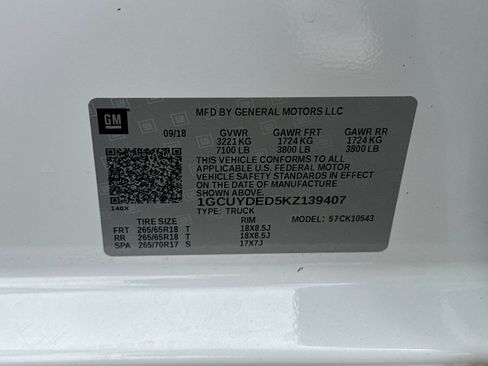 GM
MFD BY GENERAL MOTORS LLC
09/18 GVWR GAWR FRT GAWR RR
3221 KG 1724 KG 1724 KG
7100 LB 3800 LB 3800 LB
THIS VEHICLE CONFORMS TO ALL
APPLICABLE U.S. FEDERAL MOTOR
VEHICLE SAFETY STANDARDS IN EFFECT
ON THE DATE OF MANUFACTURE
SHOWN ABOVE.
140X 1GCUYDED5KZ139407
TYPE: TRUCK MODEL: 57CK10543
TIRE SIZE RIM
FRT 265/65R18 T 18X8.5J
RR 265/65R18 T 18X8.5J
SPA 265/70R17 S 17X7J